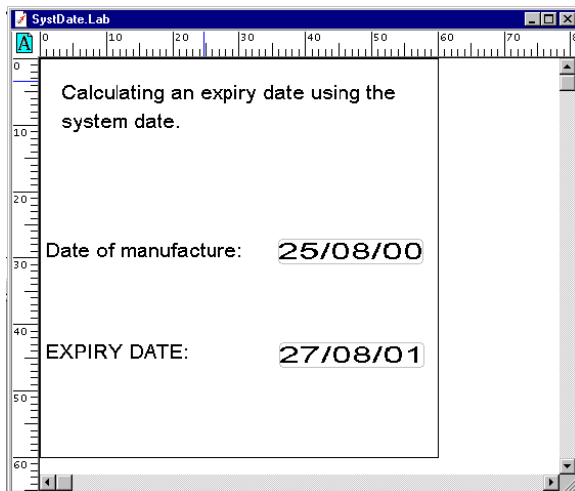 SystDate.Lab
A 0 10 20 30 40 50 60 70 80
0
Calculating an expiry date using the
system date.
10
20
Date of manufacture: 25/08/00
30
40
EXPIRY DATE: 27/08/01
50
60